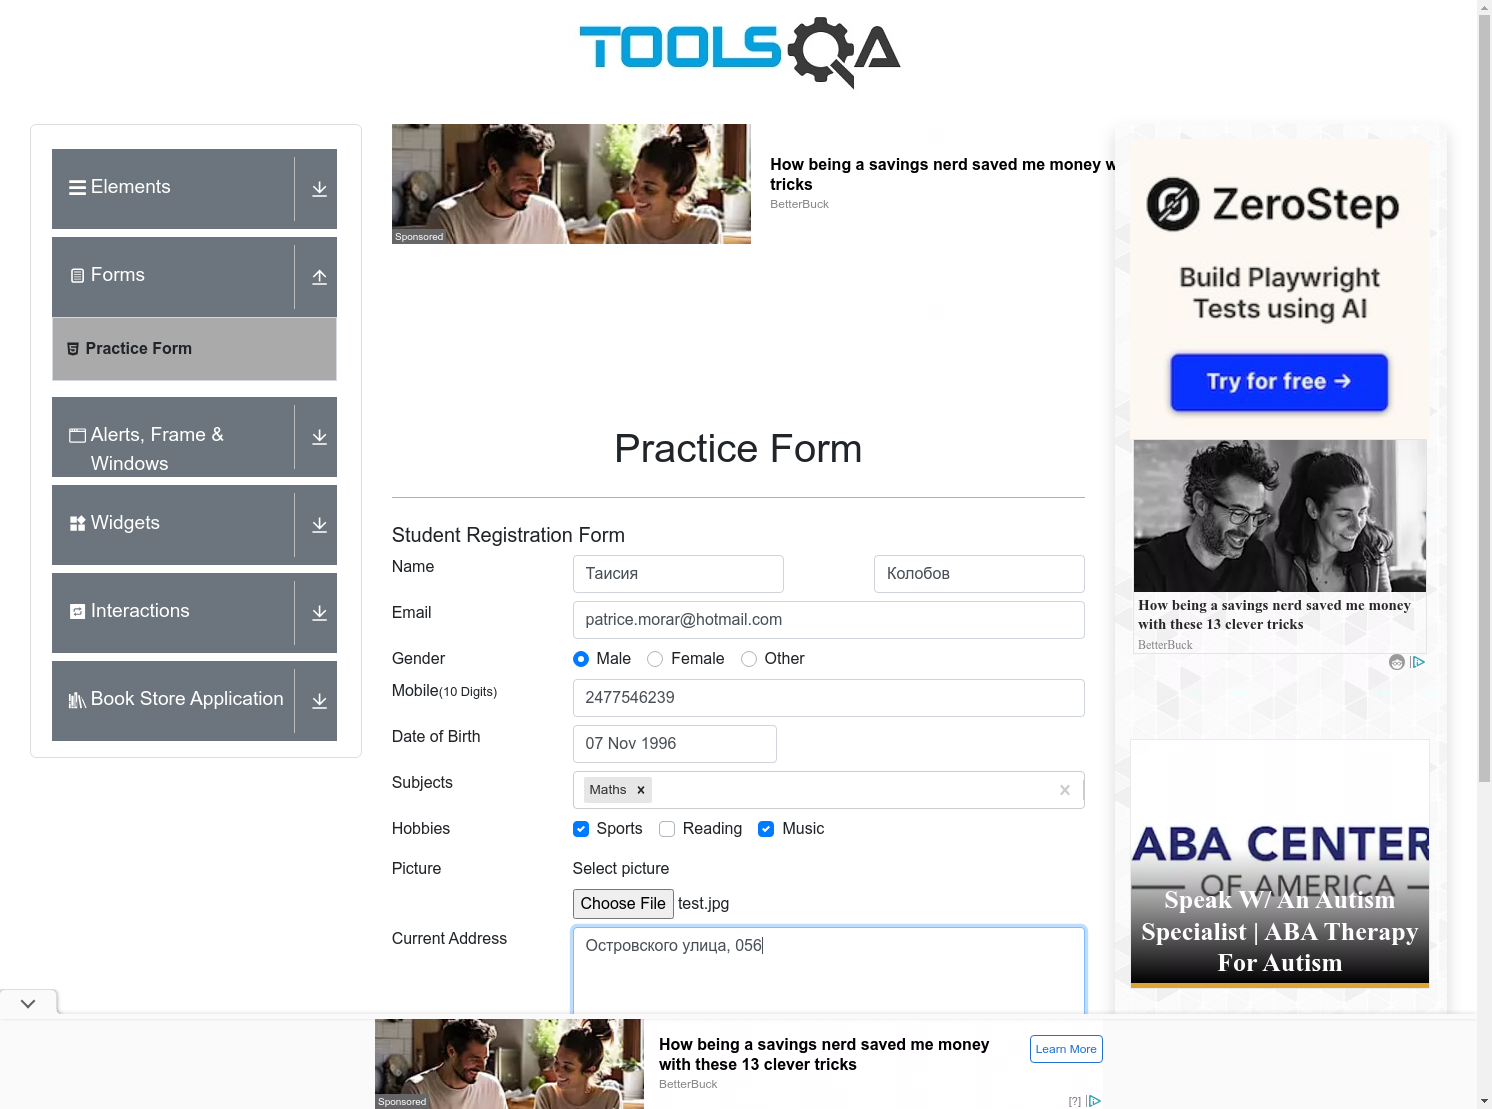 TOOLSQA
Elements
Forms
Practice Form
Alerts, Frame &
Windows
Widgets
Interactions
Book Store Application
Sponsored
How being a savings nerd saved me money w
tricks
BetterBuck
Practice Form
Student Registration Form
Name
Таисия
Колобов
Email
patrice.morar@hotmail.com
Gender
Male
Female
Other
Mobile(10 Digits)
2477546239
Date of Birth
07 Nov 1996
Subjects
Maths
Hobbies
Sports
Reading
Music
Picture
Select picture
Choose File test.jpg
Current Address
Островского улица, 056
ZeroStep
Build Playwright
Tests using AI
Try for free →
How being a savings nerd saved me money
with these 13 clever tricks
BetterBuck
ABA CENTER
OF AMERICA
Speak W/ An Autism
Specialist | ABA Therapy
For Autism
Sponsored
How being a savings nerd saved me money
with these 13 clever tricks
BetterBuck
Learn More
[?]